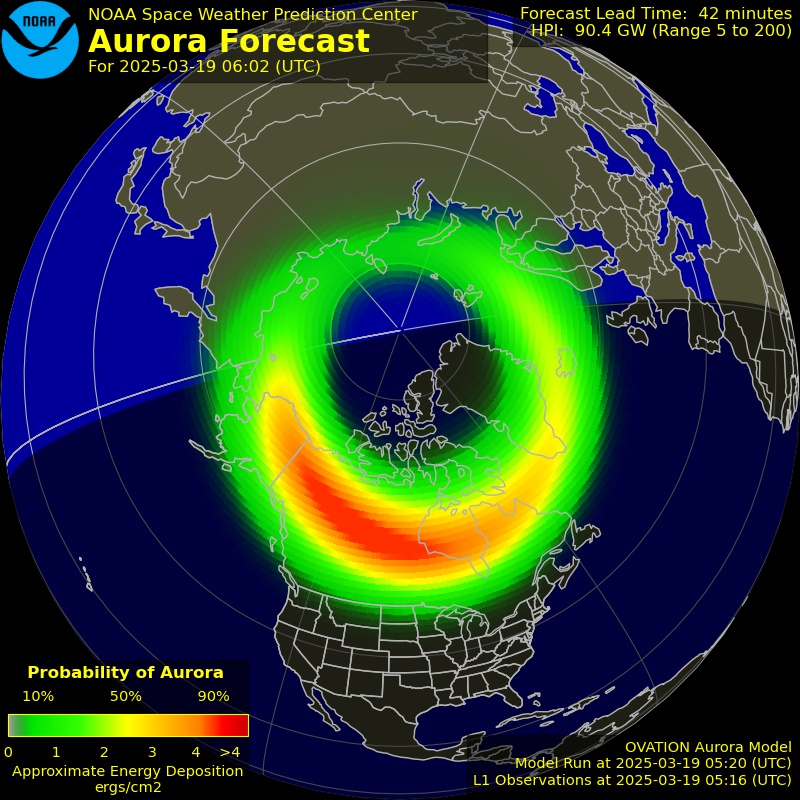 NOAA
NOAA Space Weather Prediction Center
Aurora Forecast
For 2025-03-19 06:02 (UTC)
Forecast Lead Time: 42 minutes
HPI: 90.4 GW (Range 5 to 200)
Probability of Aurora
10% 50% 90%
0 1 2 3 4 >4
Approximate Energy Deposition
ergs/cm2
OVATION Aurora Model
Model Run at 2025-03-19 05:20 (UTC)
L1 Observations at 2025-03-19 05:16 (UTC)